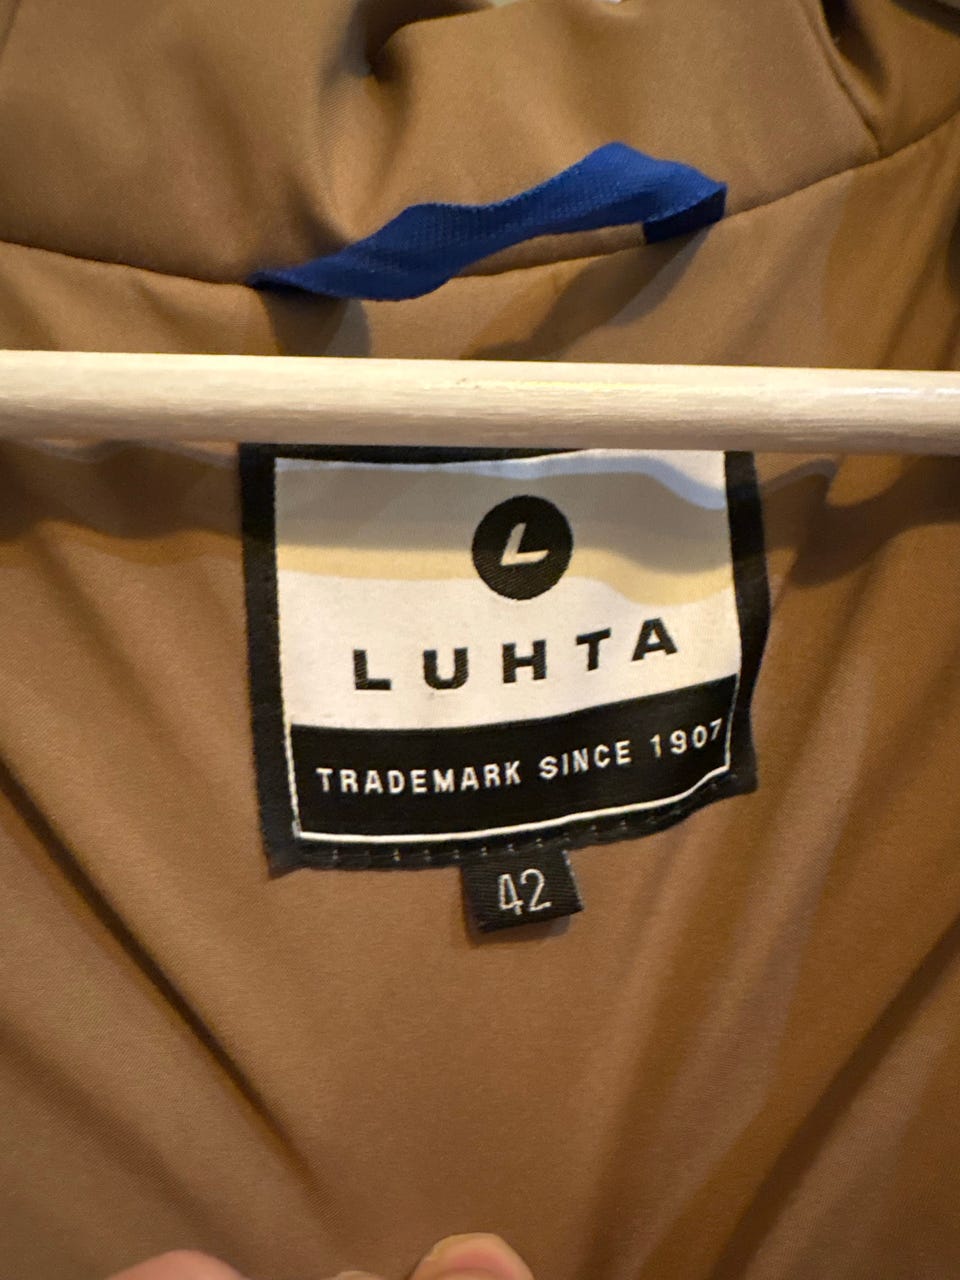 L
LUHTA
TRADEMARK SINCE 1907
42